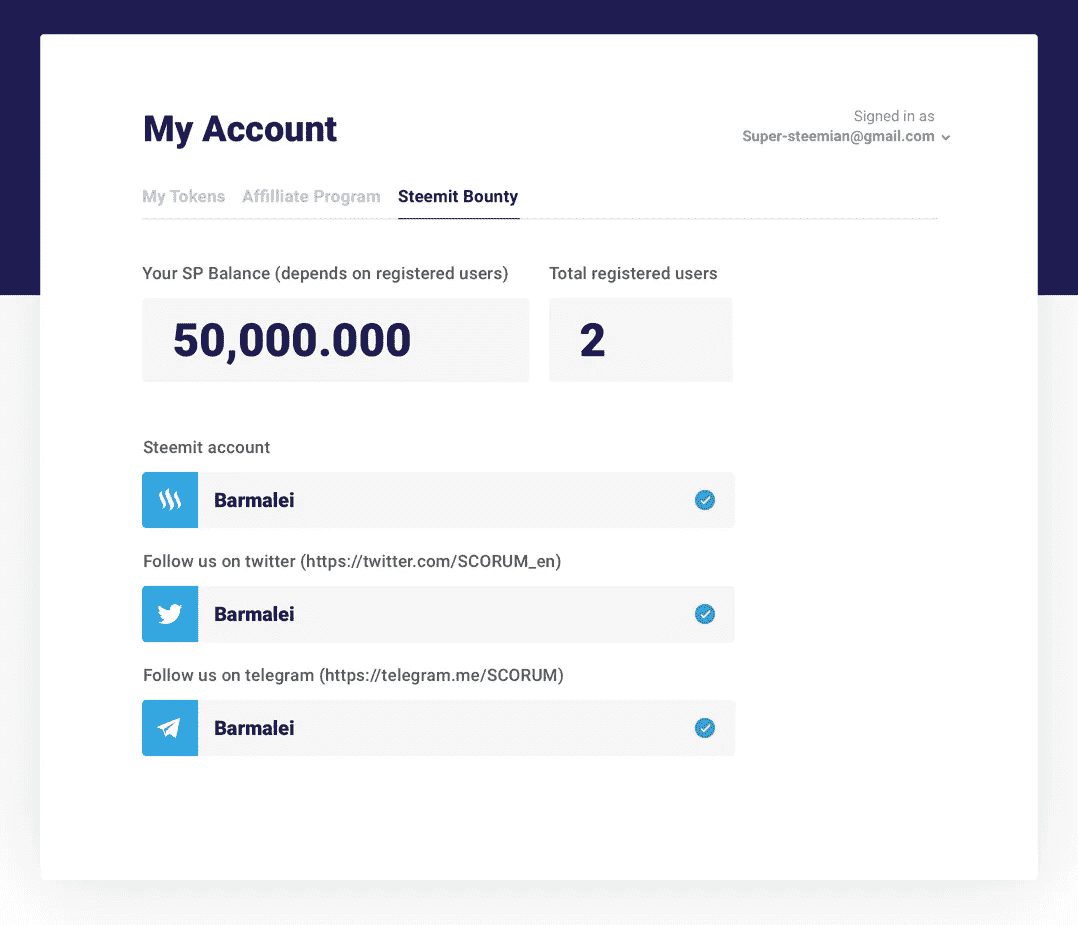 My Account
Signed in as
Super-steemian@gmail.com
My Tokens Affilliate Program Steemit Bounty
Your SP Balance (depends on registered users) Total registered users
50,000.000 2
Steemit account
Barmalei
Follow us on twitter (https://twitter.com/SCORUM_en)
Barmalei
Follow us on telegram (https://telegram.me/SCORUM)
Barmalei